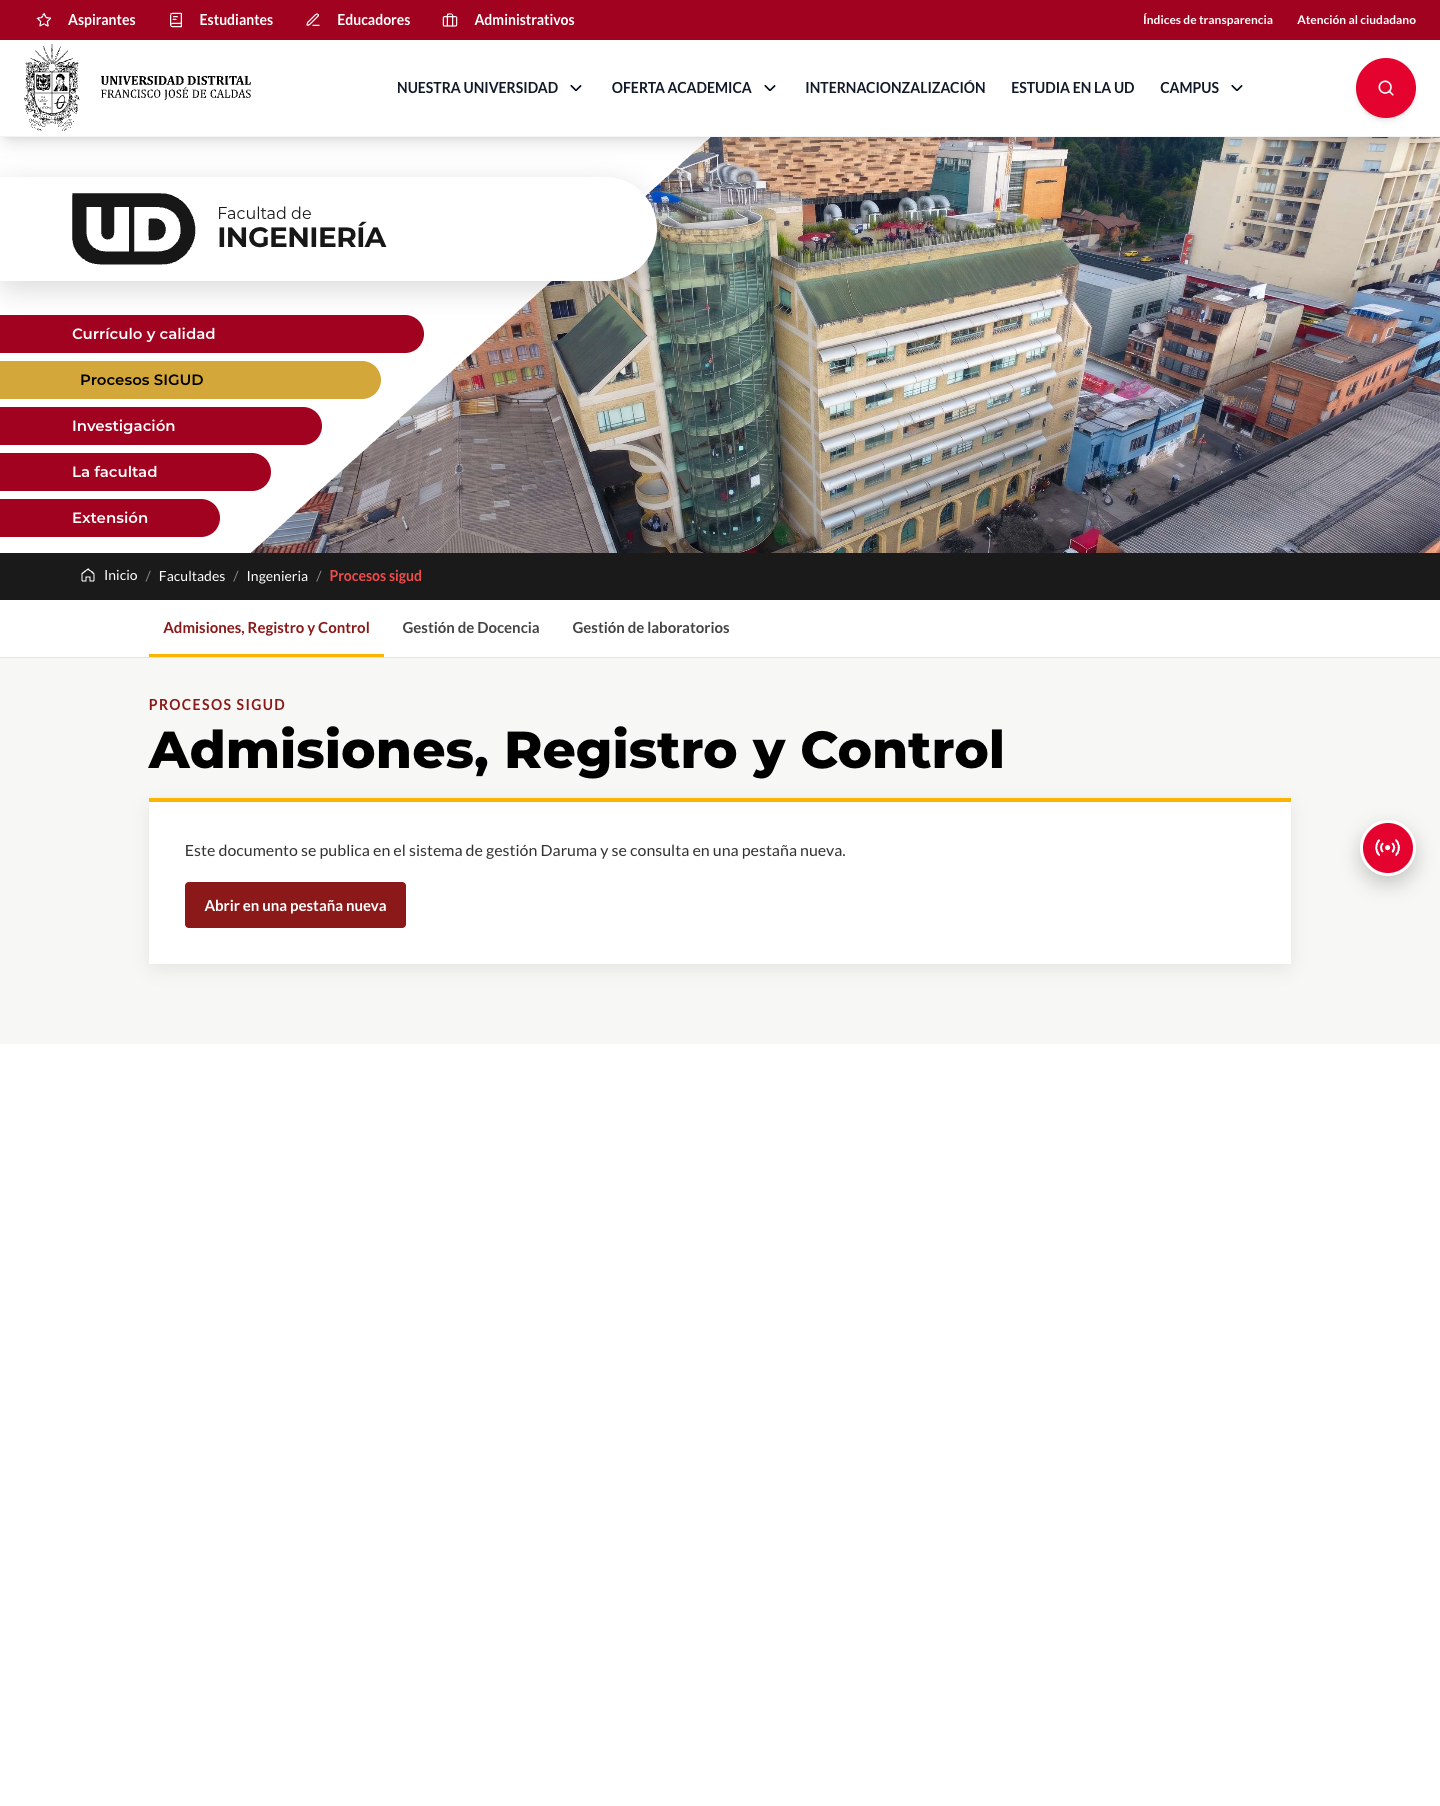 Aspirantes
Estudiantes
Educadores
Administrativos
Índices de transparencia
Atención al ciudadano
UNIVERSIDAD DISTRITAL
FRANCISCO JOSÉ DE CALDAS
NUESTRA UNIVERSIDAD
OFERTA ACADEMICA
INTERNACIONZALIZACIÓN
ESTUDIA EN LA UD
CAMPUS
UD
Facultad de
INGENIERÍA
Currículo y calidad
Procesos SIGUD
Investigación
La facultad
Extensión
Inicio / Facultades / Ingenieria / Procesos sigud
Admisiones, Registro y Control
Gestión de Docencia
Gestión de laboratorios
PROCESOS SIGUD
Admisiones, Registro y Control
Este documento se publica en el sistema de gestión Daruma y se consulta en una pestaña nueva.
Abrir en una pestaña nueva